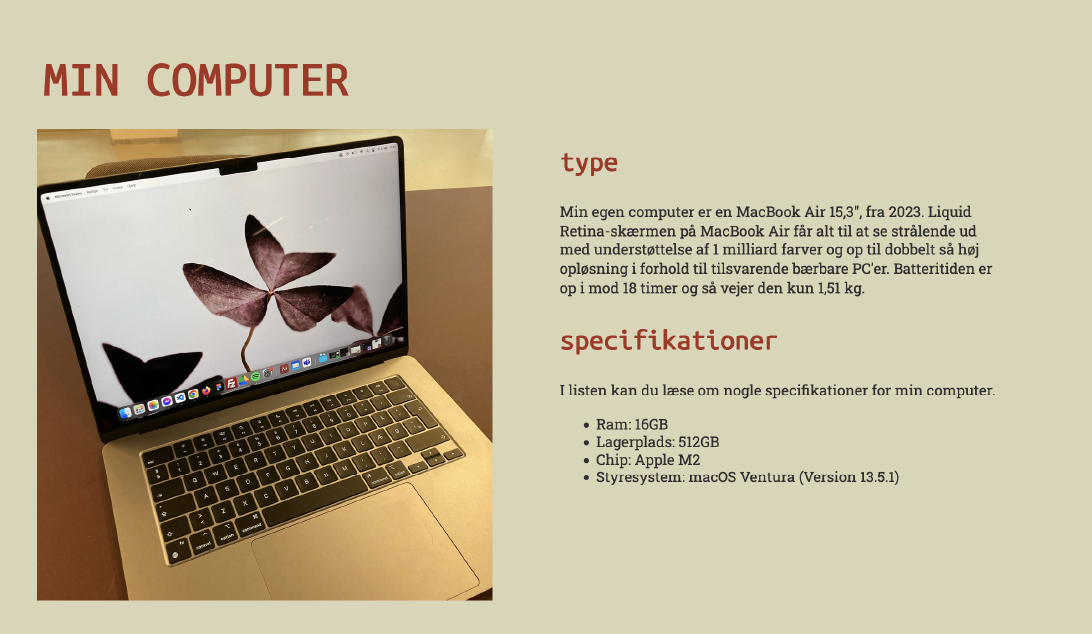 MIN COMPUTER
type
Min egen computer er en MacBook Air 15,3", fra 2023. Liquid
Retina-skærmen på MacBook Air får alt til at se strålende ud
med understøttelse af 1 milliard farver og op til dobbelt så høj
opløsning i forhold til tilsvarende bærbare PC'er. Batteritiden er
op i mod 18 timer og så vejer den kun 1,51 kg.
specifikationer
I listen kan du læse om nogle specifikationer for min computer.
Ram: 16GB
Lagerplads: 512GB
Chip: Apple M2
Styresystem: macOS Ventura (Version 13.5.1)